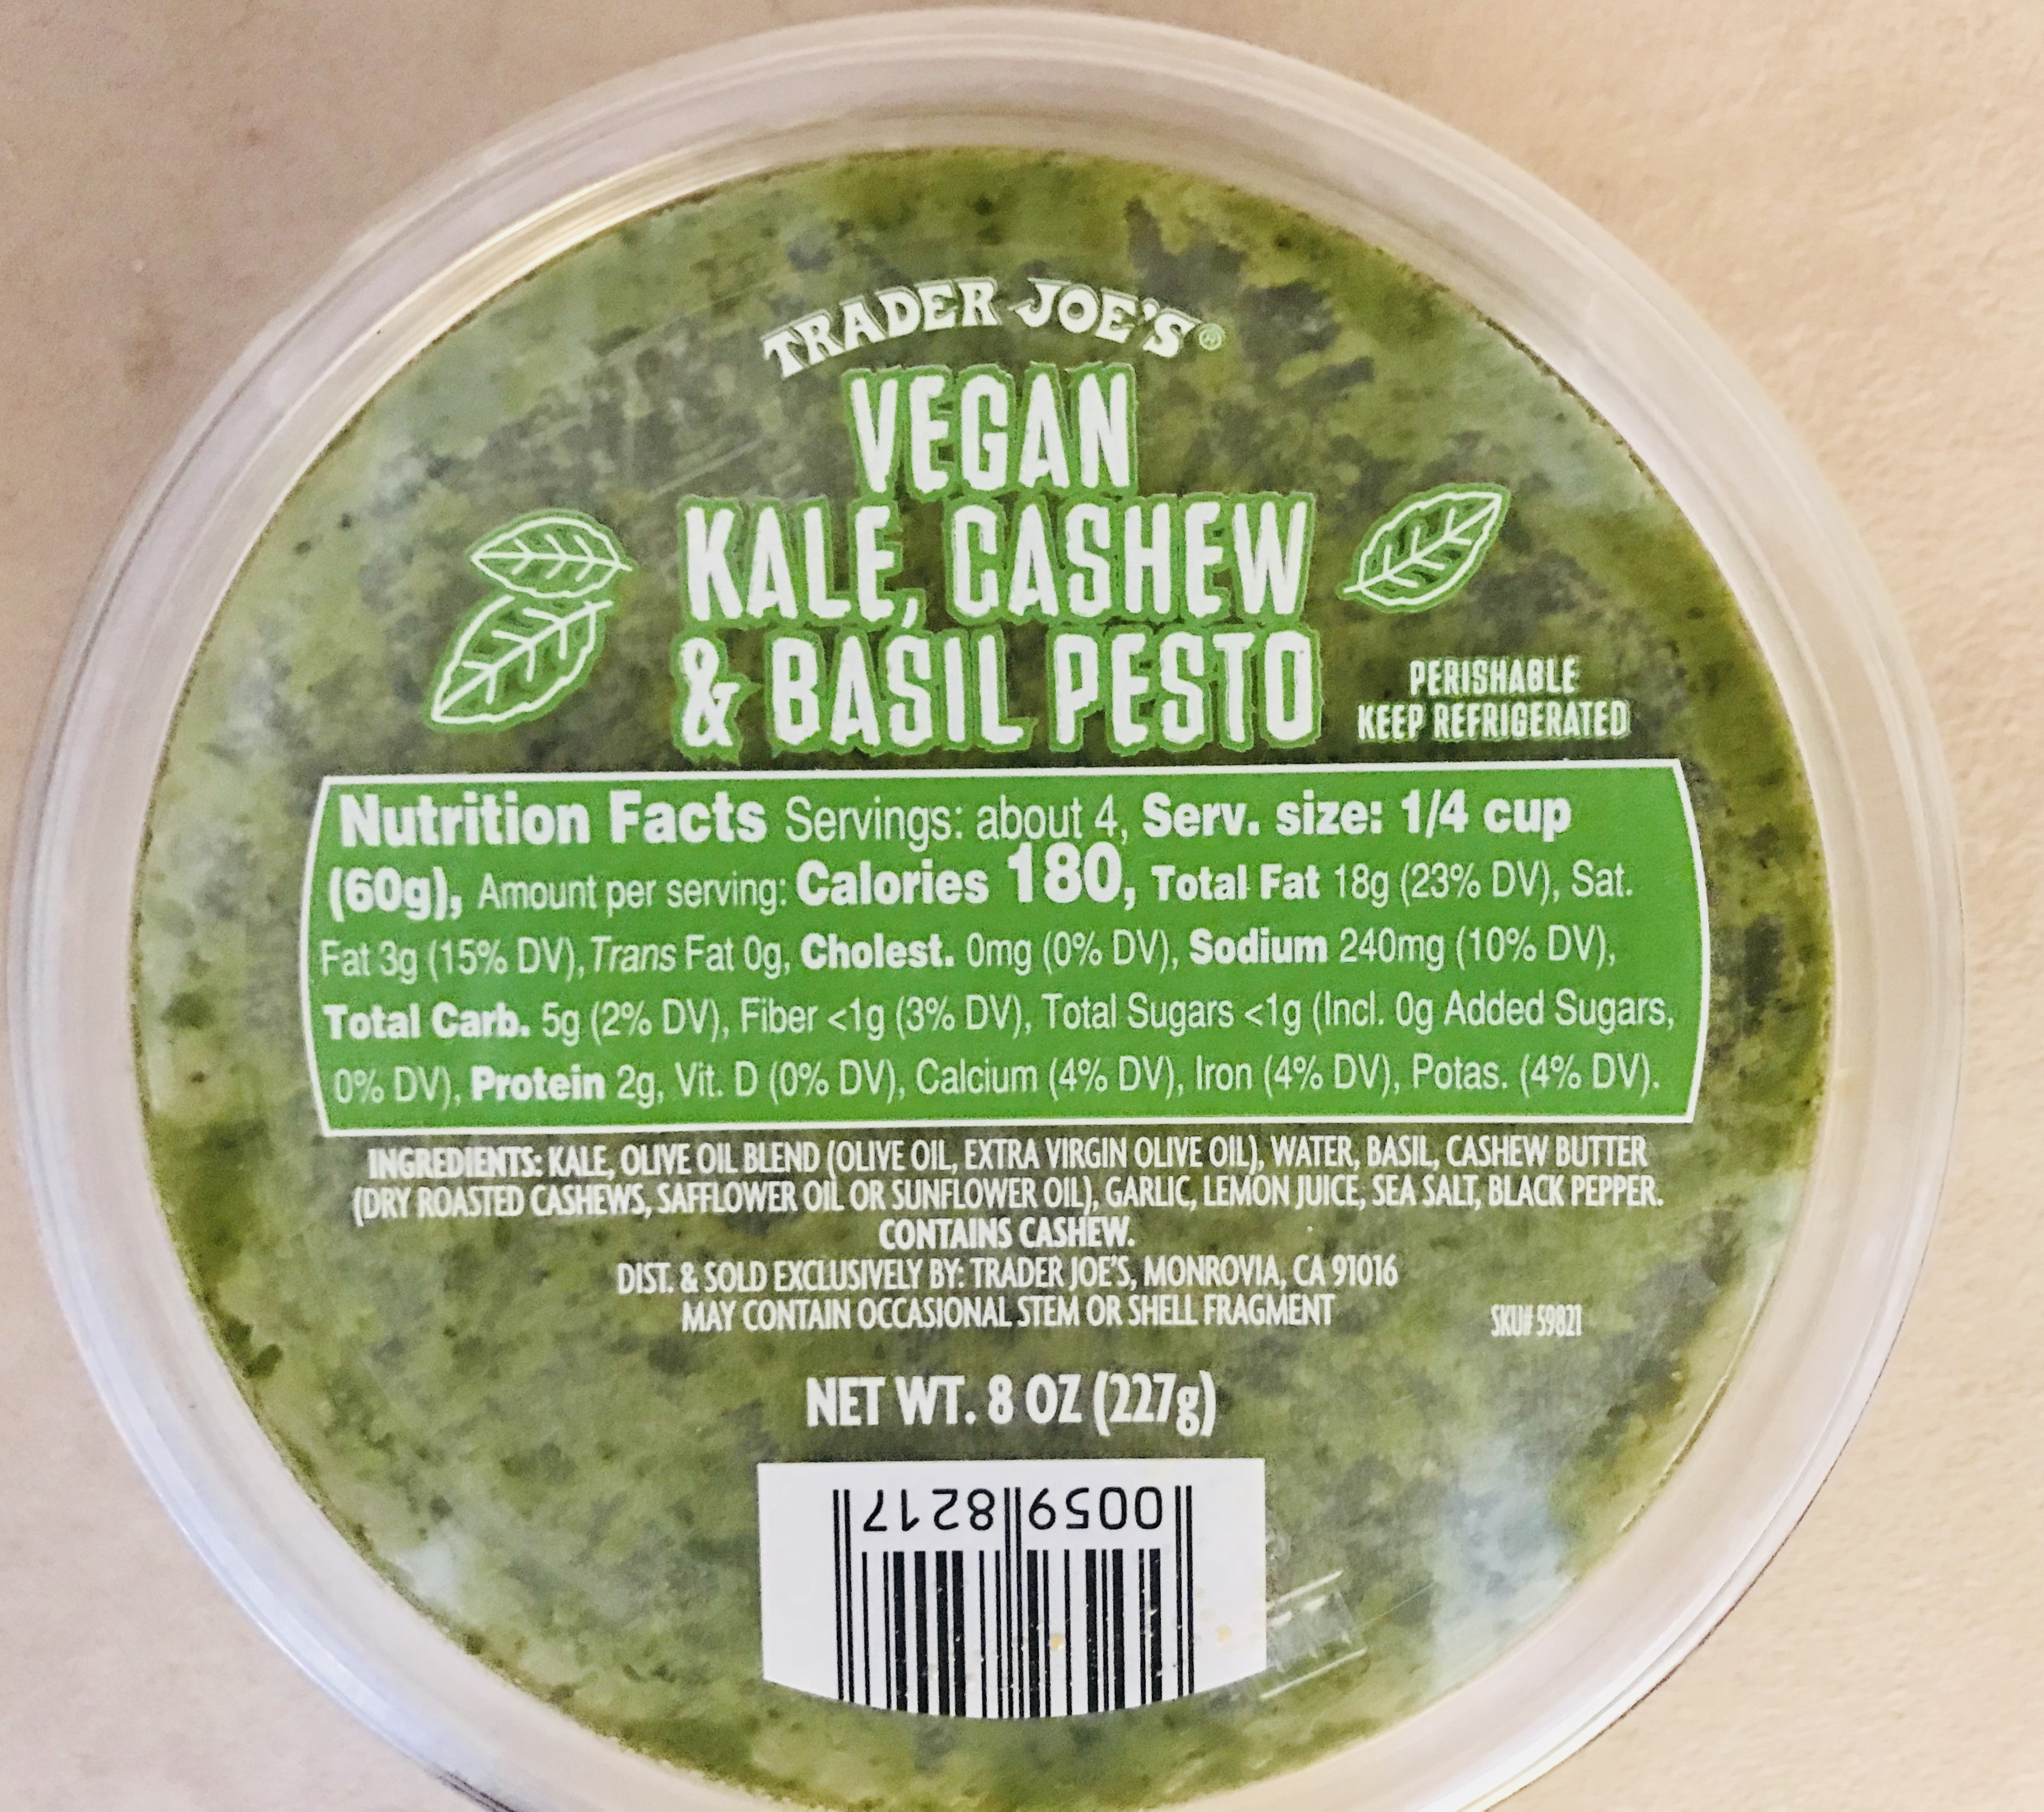 TRADER JOE'S®
VEGAN
KALE, CASHEW
& BASIL PESTO
PERISHABLE
KEEP REFRIGERATED
Nutrition Facts Servings: about 4, Serv. size: 1/4 cup
(60g), Amount per serving: Calories 180, Total Fat 18g (23% DV), Sat.
Fat 3g (15% DV), Trans Fat 0g, Cholest. 0mg (0% DV), Sodium 240mg (10% DV),
Total Carb. 5g (2% DV), Fiber <1g (3% DV), Total Sugars <1g (Incl. 0g Added Sugars,
0% DV), Protein 2g, Vit. D (0% DV), Calcium (4% DV), Iron (4% DV), Potas. (4% DV).
INGREDIENTS: KALE, OLIVE OIL BLEND (OLIVE OIL, EXTRA VIRGIN OLIVE OIL), WATER, BASIL, CASHEW BUTTER
(DRY ROASTED CASHEWS, SAFFLOWER OIL OR SUNFLOWER OIL), GARLIC, LEMON JUICE, SEA SALT, BLACK PEPPER.
CONTAINS CASHEW.
DIST. & SOLD EXCLUSIVELY BY: TRADER JOE'S, MONROVIA, CA 91016
MAY CONTAIN OCCASIONAL STEM OR SHELL FRAGMENT
SKU# 59821
NET WT. 8 OZ (227g)
0059 8217